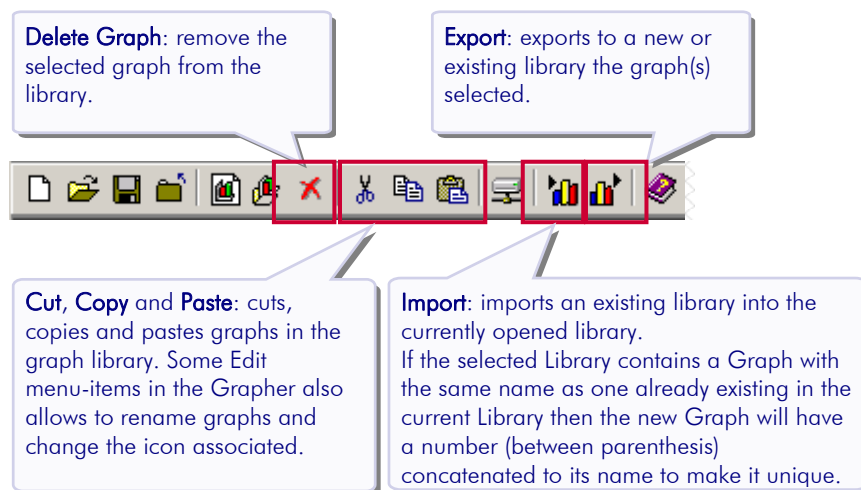 Delete Graph: remove the
selected graph from the
library.
Export: exports to a new or
existing library the graph(s)
selected.
Cut, Copy and Paste: cuts,
copies and pastes graphs in the
graph library. Some Edit
menu-items in the Grapher also
allows to rename graphs and
change the icon associated.
Import: imports an existing library into the
currently opened library.
If the selected Library contains a Graph with
the same name as one already existing in the
current Library then the new Graph will have
a number (between parenthesis)
concatenated to its name to make it unique.